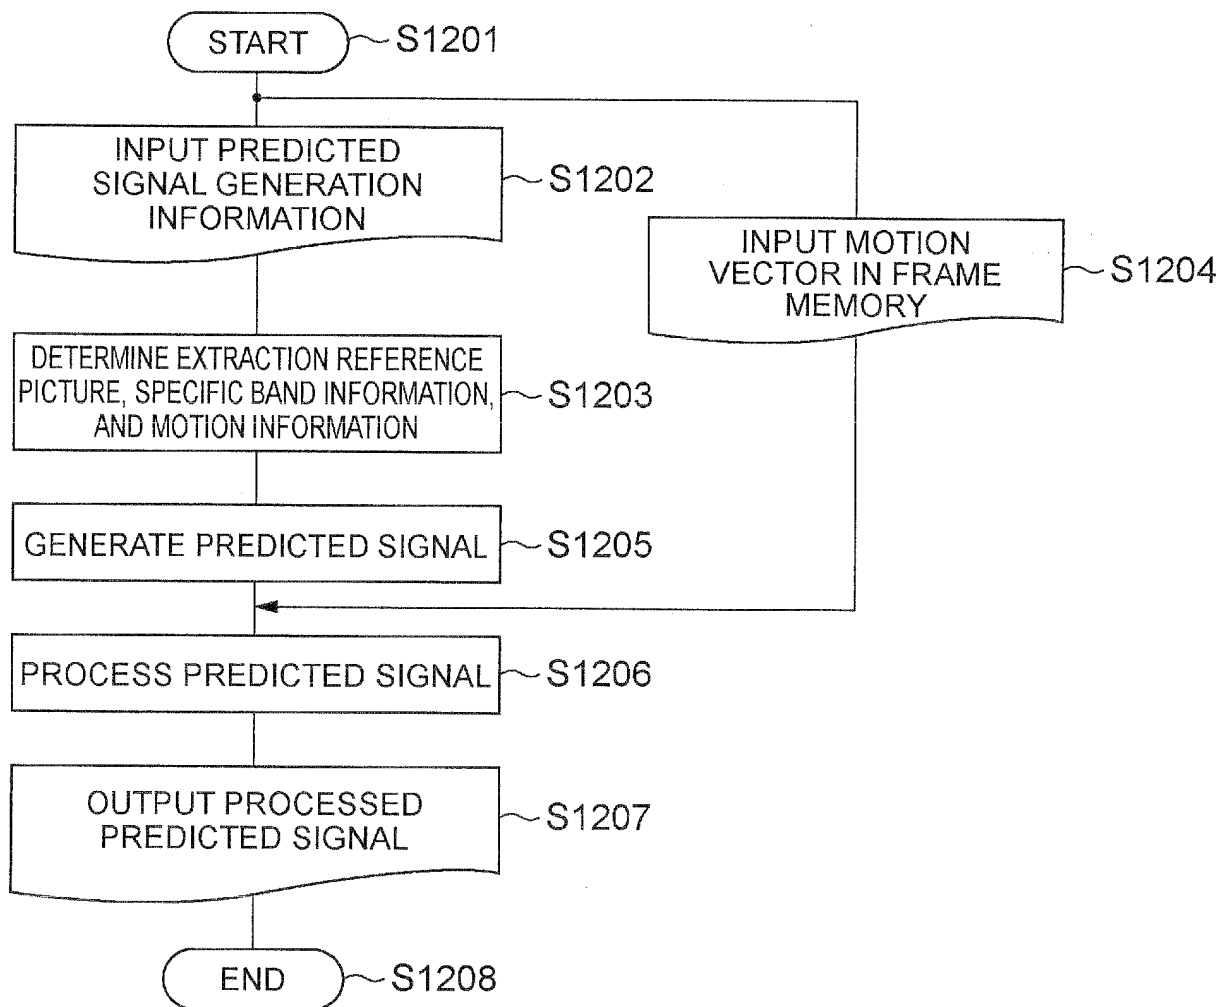 START
S1201
INPUT PREDICTED
SIGNAL GENERATION
INFORMATION
S1202
INPUT MOTION
VECTOR IN FRAME
MEMORY
S1204
DETERMINE EXTRACTION REFERENCE
PICTURE, SPECIFIC BAND INFORMATION,
AND MOTION INFORMATION
S1203
GENERATE PREDICTED SIGNAL
S1205
PROCESS PREDICTED SIGNAL
S1206
OUTPUT PROCESSED
PREDICTED SIGNAL
S1207
END
S1208